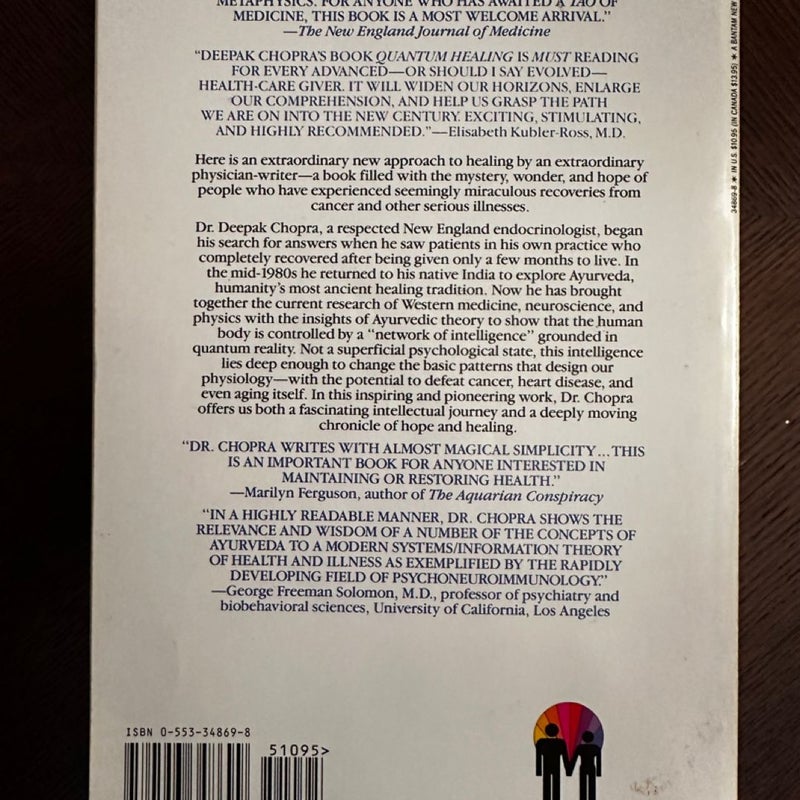 METAPHYSICS. FOR ANYONE WHO HAS AWAITED A TAO OF
MEDICINE, THIS BOOK IS A MOST WELCOME ARRIVAL.”
—The New England Journal of Medicine
“DEEPAK CHOPRA'S BOOK QUANTUM HEALING IS MUST READING
FOR EVERY ADVANCED—OR SHOULD I SAY EVOLVED—
HEALTH-CARE GIVER. IT WILL WIDEN OUR HORIZONS, ENLARGE
OUR COMPREHENSION, AND HELP US GRASP THE PATH
WE ARE ON INTO THE NEW CENTURY. EXCITING, STIMULATING,
AND HIGHLY RECOMMENDED.”—Elisabeth Kubler-Ross, M.D.
Here is an extraordinary new approach to healing by an extraordinary
physician-writer—a book filled with the mystery, wonder, and hope of
people who have experienced seemingly miraculous recoveries from
cancer and other serious illnesses.
Dr. Deepak Chopra, a respected New England endocrinologist, began
his search for answers when he saw patients in his own practice who
completely recovered after being given only a few months to live. In
the mid-1980s he returned to his native India to explore Ayurveda,
humanity's most ancient healing tradition. Now he has brought
together the current research of Western medicine, neuroscience, and
physics with the insights of Ayurvedic theory to show that the human
body is controlled by a “network of intelligence” grounded in
quantum reality. Not a superficial psychological state, this intelligence
lies deep enough to change the basic patterns that design our
physiology—with the potential to defeat cancer, heart disease, and
even aging itself. In this inspiring and pioneering work, Dr. Chopra
offers us both a fascinating intellectual journey and a deeply moving
chronicle of hope and healing.
“DR. CHOPRA WRITES WITH ALMOST MAGICAL SIMPLICITY...THIS
IS AN IMPORTANT BOOK FOR ANYONE INTERESTED IN
MAINTAINING OR RESTORING HEALTH.”
—Marilyn Ferguson, author of The Aquarian Conspiracy
“IN A HIGHLY READABLE MANNER, DR. CHOPRA SHOWS THE
RELEVANCE AND WISDOM OF A NUMBER OF THE CONCEPTS OF
AYURVEDA TO A MODERN SYSTEMS/INFORMATION THEORY
OF HEALTH AND ILLNESS AS EXEMPLIFIED BY THE RAPIDLY
DEVELOPING FIELD OF PSYCHONEUROIMMUNOLOGY.”
—George Freeman Solomon, M.D., professor of psychiatry and
biobehavioral sciences, University of California, Los Angeles
ISBN 0-553-34869-8
51095>
34869-8 * IN U.S. $10.95 (IN CANADA $13.95) * A BANTAM NEW